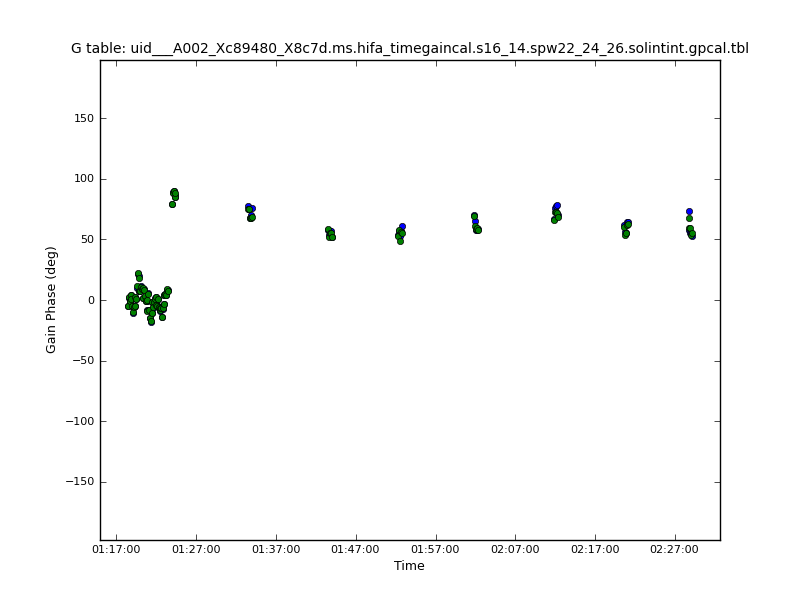 G table: uid___A002_Xc89480_X8c7d.ms.hifa_timegaincal.s16_14.spw22_24_26.solintint.gpcal.tbl
150
100
50
0
−50
−100
−150
Gain Phase (deg)
01:17:00 01:27:00 01:37:00 01:47:00 01:57:00 02:07:00 02:17:00 02:27:00
Time